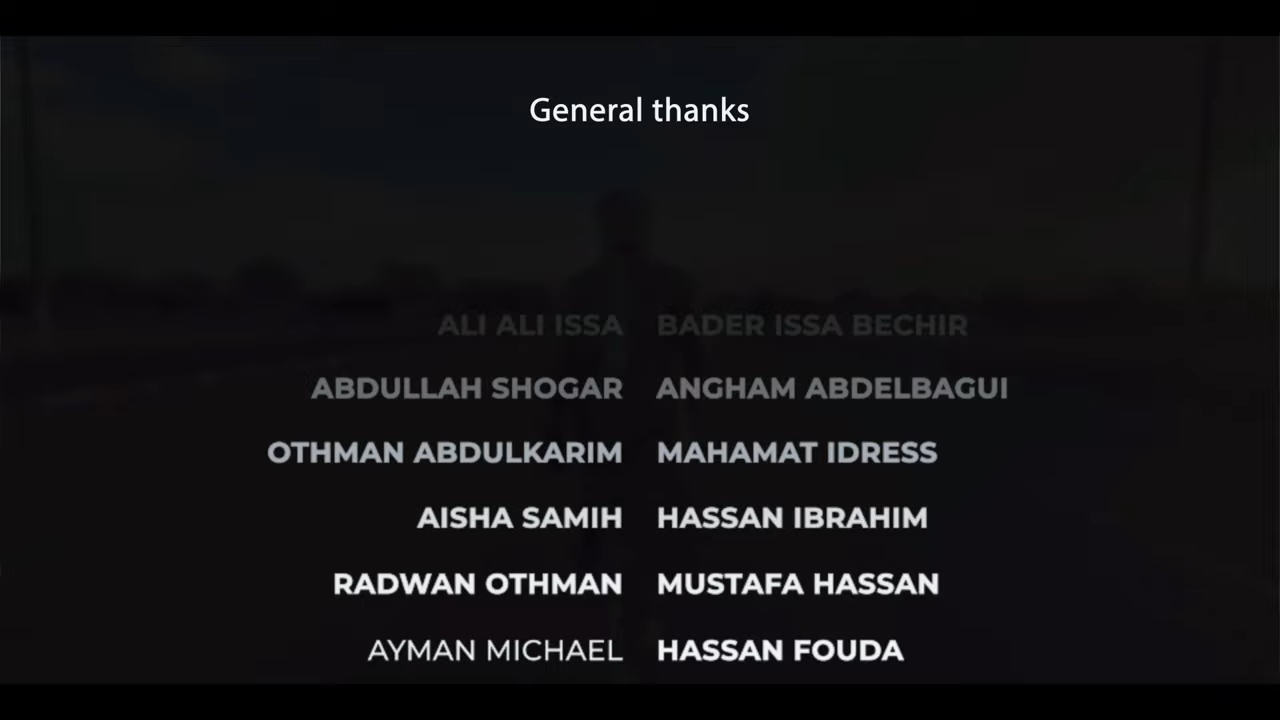 General thanks
ALI ALI ISSA BADER ISSA BECHIR
ABDULLAH SHOGAR ANGHAM ABDELBAGUI
OTHMAN ABDULKARIM MAHAMAT IDRESS
AISHA SAMIH HASSAN IBRAHIM
RADWAN OTHMAN MUSTAFA HASSAN
AYMAN MICHAEL HASSAN FOUDA